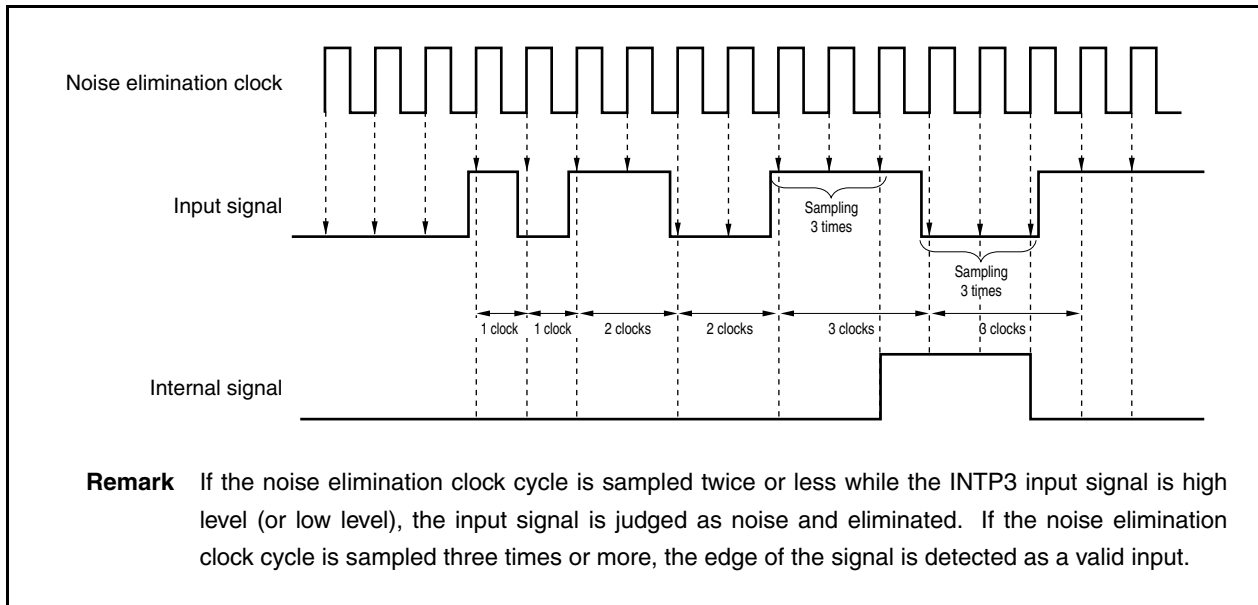 Noise elimination clock
Input signal
Sampling
3 times
Sampling
3 times
1 clock
1 clock
2 clocks
2 clocks
3 clocks
3 clocks
Internal signal
Remark If the noise elimination clock cycle is sampled twice or less while the INTP3 input signal is high
level (or low level), the input signal is judged as noise and eliminated. If the noise elimination
clock cycle is sampled three times or more, the edge of the signal is detected as a valid input.